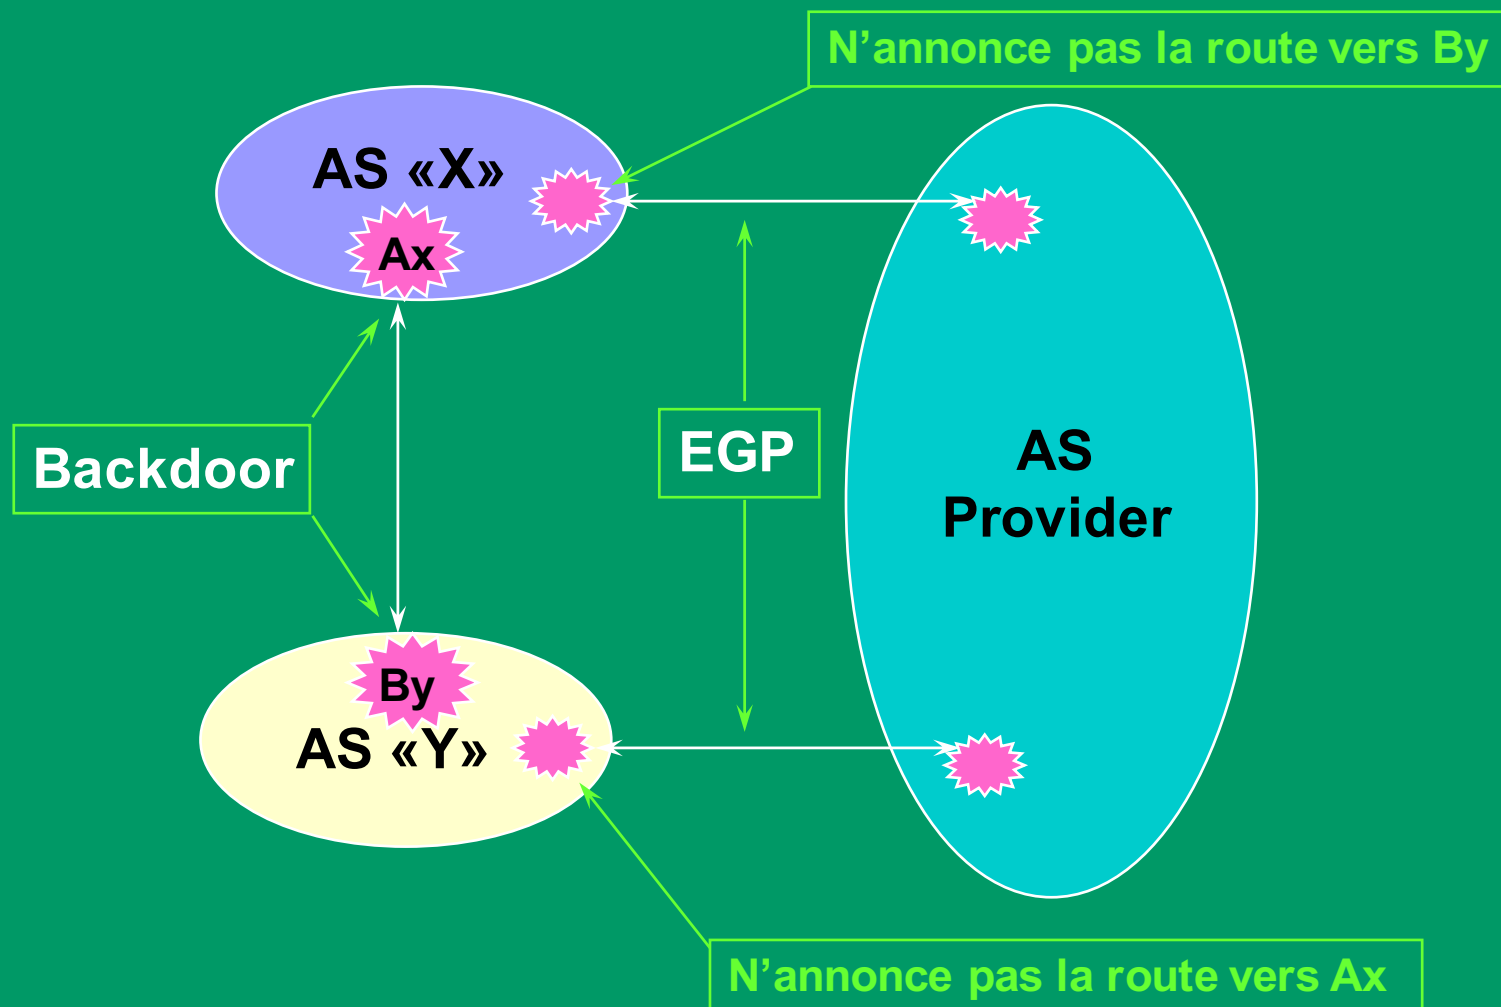 N’annonce pas la route vers By
AS «X»
Ax
Backdoor
EGP
AS
Provider
By
AS «Y»
N’annonce pas la route vers Ax